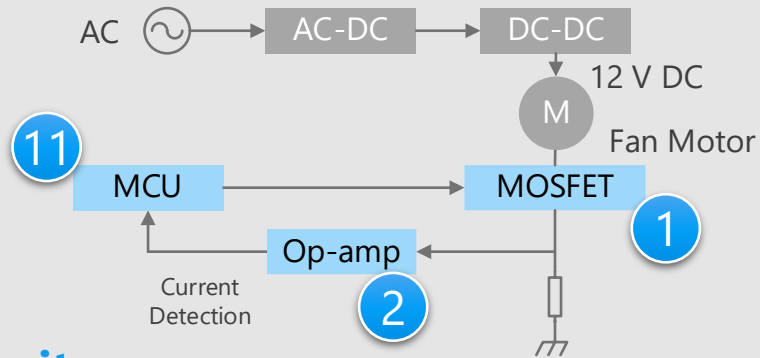 AC
AC-DC
DC-DC
12 V DC
M
Fan Motor
11
MCU
MOSFET
1
Op-amp
2
Current
Detection